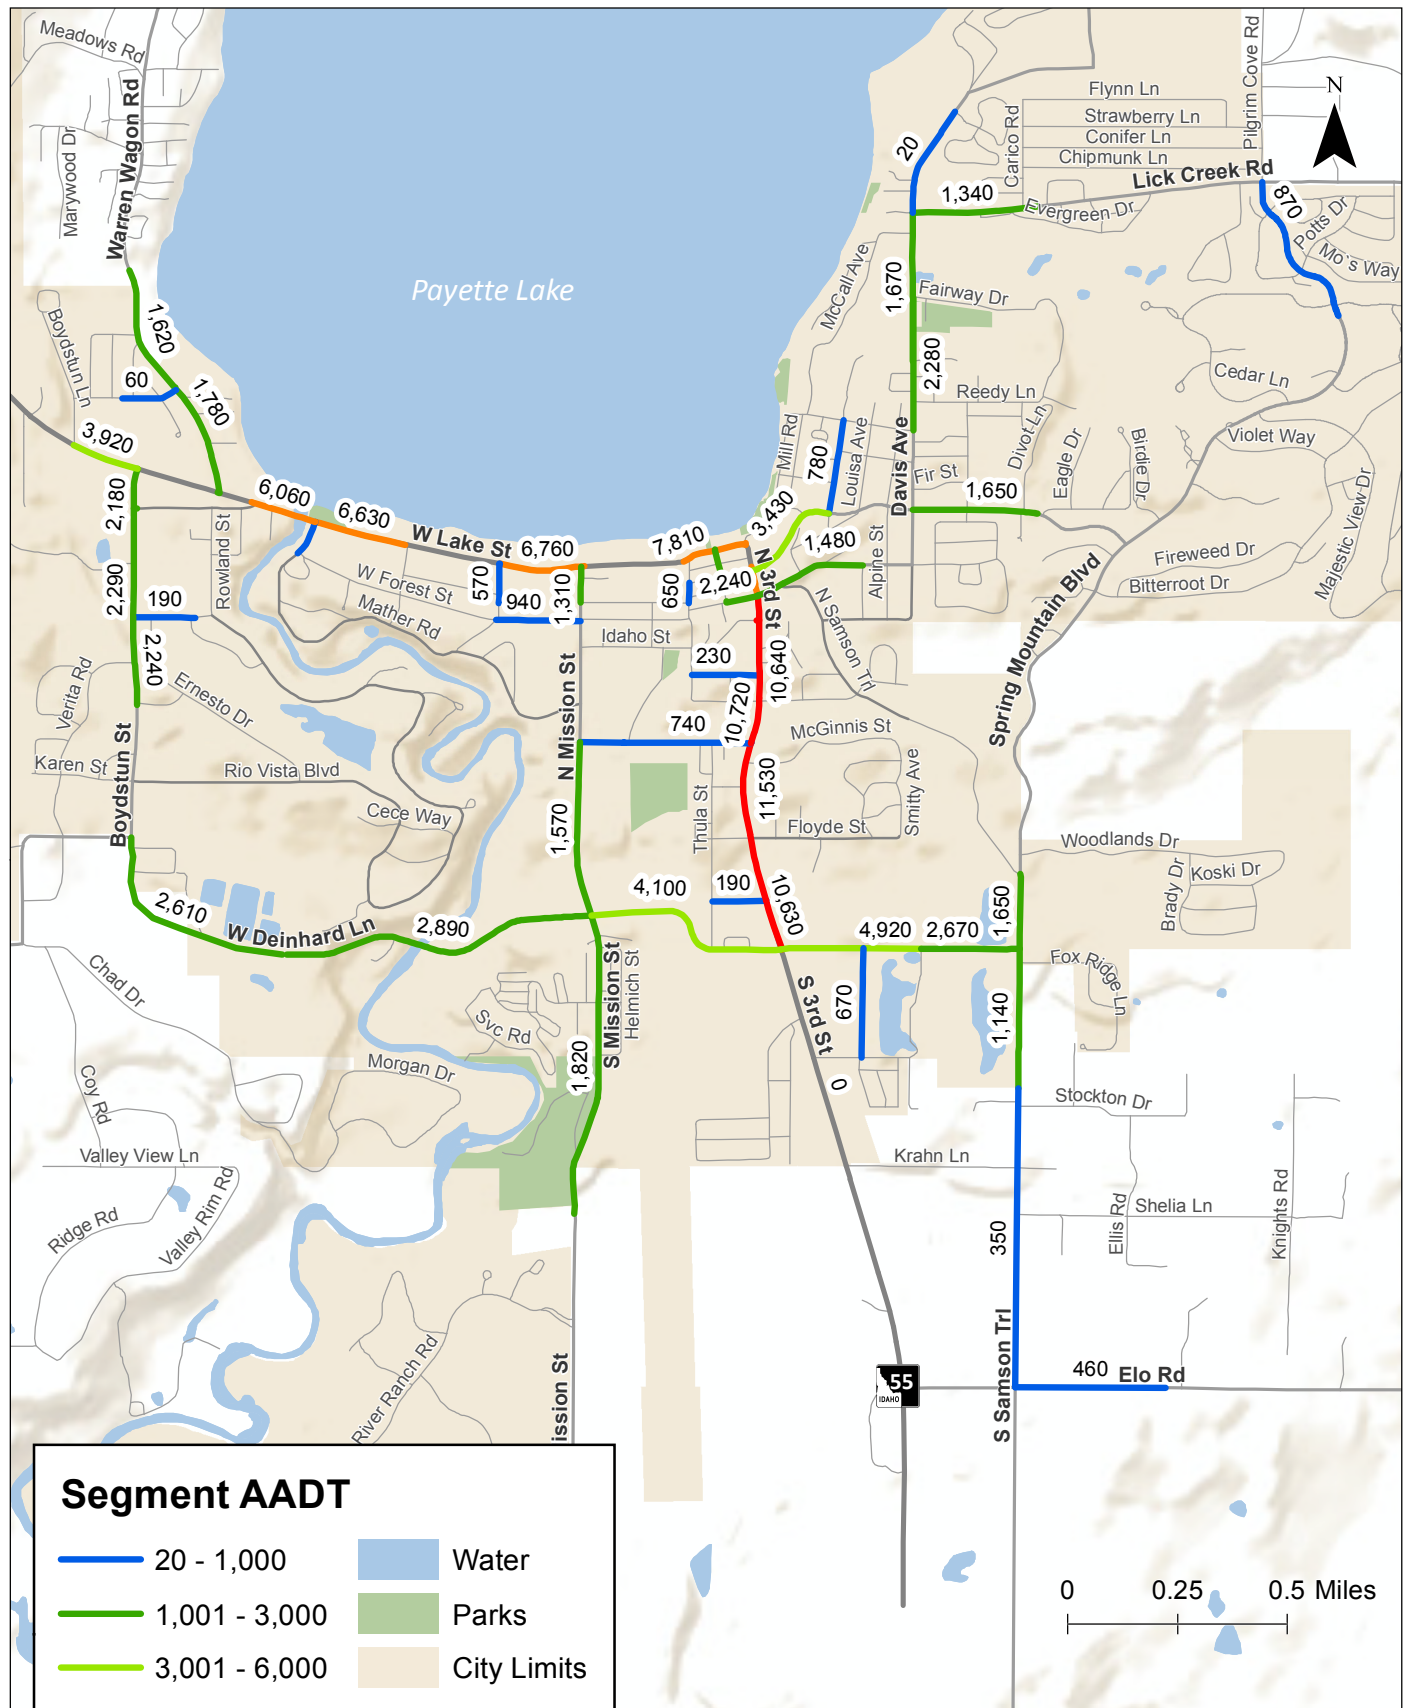 Meadows Rd
Warren Wagon Rd
Marywood Dr
Pilgrim Cove Rd
N
Flynn Ln
Strawberry Ln
Conifer Ln
Chipmunk Ln
Carico Rd
Lick Creek Rd
20
1,340
Evergreen Dr
870
Potts Dr
Mo's Way
Payette Lake
McCall Ave
1,670
Fairway Dr
Boydstun Ln
1,620
60
1,780
2,280
Reedy Ln
Cedar Ln
3,920
Mill Rd
780
Louisa Ave
Davis Ave
Fir St
Divot Ln
Eagle Dr
Birdie Dr
Violet Way
Majestic View Dr
2,180
6,060
6,630
W Lake St
6,760
7,810
3,430
1,480
1,650
Alpine St
Fireweed Dr
Bitterroot Dr
Rowland St
2,290
190
W Forest St
Mather Rd
570
940
1,310
650
2,240
N 3rd St
N Samson Trl
Spring Mountain Blvd
Idaho St
230
10,640
2,240
Verita Rd
Ernesto Dr
N Mission St
740
10,720
McGinnis St
Karen St
Boydstun St
Rio Vista Blvd
Cece Way
1,570
11,530
Thula St
Floyde St
Smitty Ave
Woodlands Dr
Brady Dr
Koski Dr
2,610
W Deinhard Ln
2,890
4,100
190
10,630
4,920
2,670
1,650
Chad Dr
S Mission St
Helmich St
Svc Rd
S 3rd St
670
1,140
Fox Ridge Ln
Morgan Dr
1,820
0
Coy Rd
Stockton Dr
Valley View Ln
Krahn Ln
Ridge Rd
Valley Rim Rd
350
Ellis Rd
Shelia Ln
Knights Rd
River Ranch Rd
ission St
55
IDAHO
S Samson Trl
460
Elo Rd
Segment AADT
20 - 1,000
Water
1,001 - 3,000
Parks
3,001 - 6,000
City Limits
0 0.25 0.5 Miles